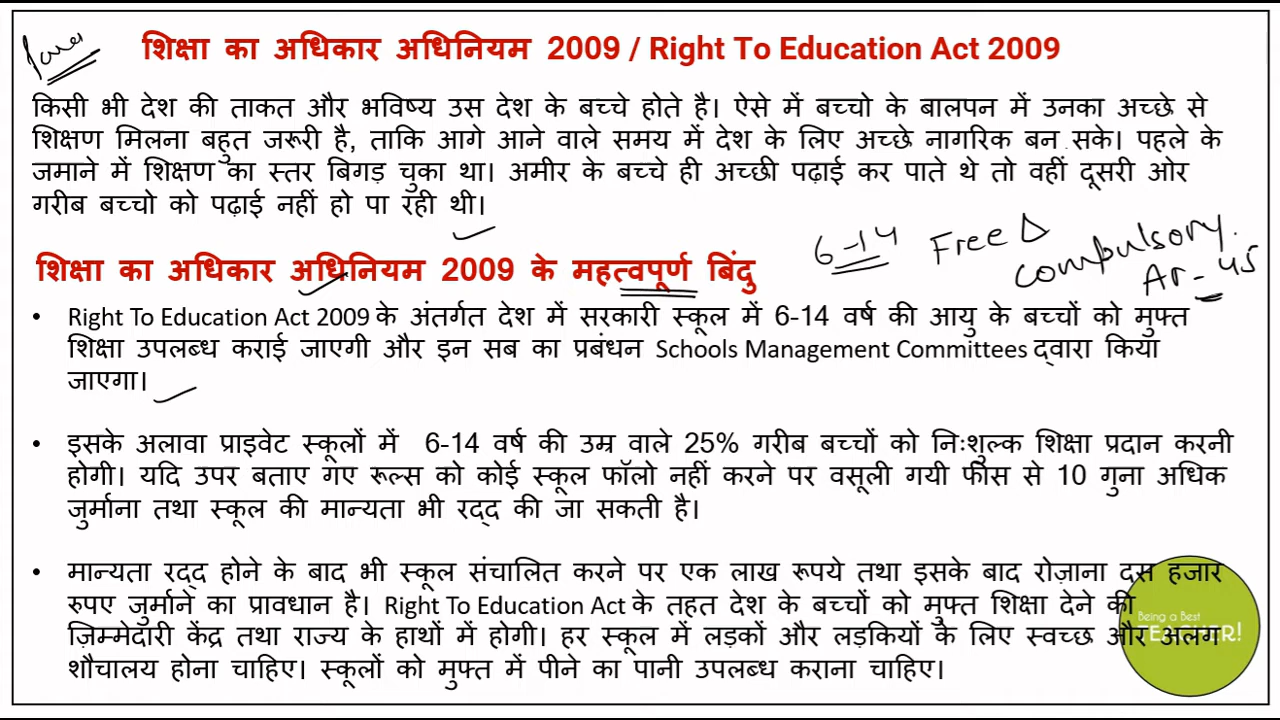 शिक्षा का अधिकार अधिनियम 2009 / Right To Education Act 2009
किसी भी देश की ताकत और भविष्य उस देश के बच्चे होते है। ऐसे में बच्चो के बालपन में उनका अच्छे से
शिक्षण मिलना बहुत जरूरी है, ताकि आगे आने वाले समय में देश के लिए अच्छे नागरिक बन सके। पहले के
जमाने में शिक्षण का स्तर बिगड़ चुका था। अमीर के बच्चे ही अच्छी पढ़ाई कर पाते थे तो वहीं दूसरी ओर
गरीब बच्चो को पढ़ाई नहीं हो पा रही थी।
6-14 Free
compulsory.
Ar - 45
शिक्षा का अधिकार अधिनियम 2009 के महत्वपूर्ण बिंदु
• Right To Education Act 2009 के अंतर्गत देश में सरकारी स्कूल में 6-14 वर्ष की आयु के बच्चों को मुफ्त
शिक्षा उपलब्ध कराई जाएगी और इन सब का प्रबंधन Schools Management Committees द्वारा किया
जाएगा।
• इसके अलावा प्राइवेट स्कूलों में 6-14 वर्ष की उम्र वाले 25% गरीब बच्चों को निःशुल्क शिक्षा प्रदान करनी
होगी। यदि उपर बताए गए रूल्स को कोई स्कूल फॉलो नहीं करने पर वसूली गयी फीस से 10 गुना अधिक
जुर्माना तथा स्कूल की मान्यता भी रद्द की जा सकती है।
• मान्यता रद्द होने के बाद भी स्कूल संचालित करने पर एक लाख रूपये तथा इसके बाद रोज़ाना दस हजार
रुपए जुर्माने का प्रावधान है। Right To Education Act के तहत देश के बच्चों को मुफ्त शिक्षा देने की
ज़िम्मेदारी केंद्र तथा राज्य के हाथों में होगी। हर स्कूल में लड़कों और लड़कियों के लिए स्वच्छ और अलग
शौचालय होना चाहिए। स्कूलों को मुफ्त में पीने का पानी उपलब्ध कराना चाहिए।
Being a Best
TEACHER!